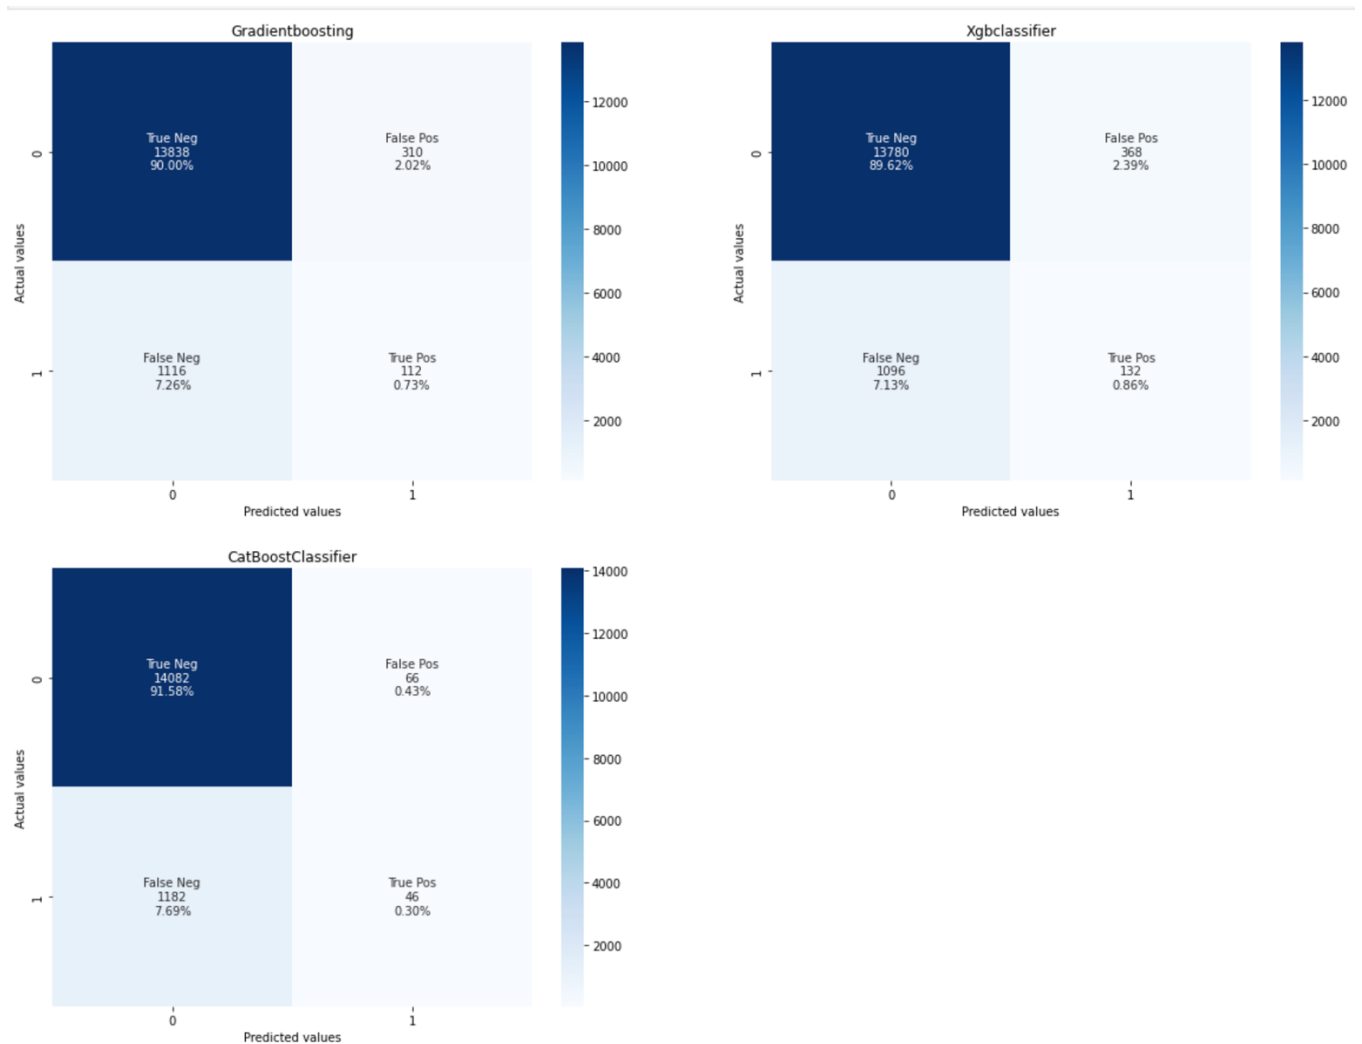 Gradientboosting
Actual values
0
1
True Neg
13838
90.00%
False Pos
310
2.02%
False Neg
1116
7.26%
True Pos
112
0.73%
0
1
Predicted values
12000
10000
8000
6000
4000
2000
Xgbclassifier
Actual values
0
1
True Neg
13780
89.62%
False Pos
368
2.39%
False Neg
1096
7.13%
True Pos
132
0.86%
0
1
Predicted values
12000
10000
8000
6000
4000
2000
CatBoostClassifier
Actual values
0
1
True Neg
14082
91.58%
False Pos
66
0.43%
False Neg
1182
7.69%
True Pos
46
0.30%
0
1
Predicted values
14000
12000
10000
8000
6000
4000
2000